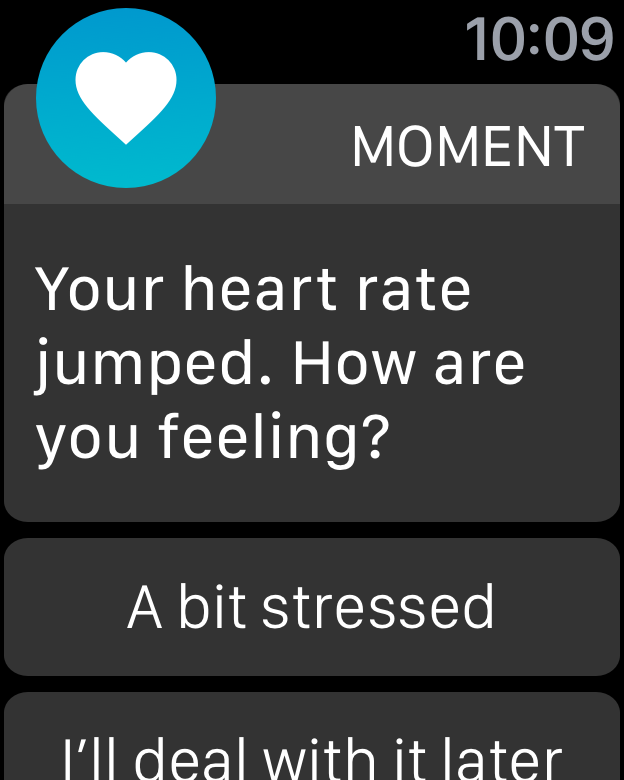 10:09
MOMENT
Your heart rate
jumped. How are
you feeling?
A bit stressed
I’ll deal with it later